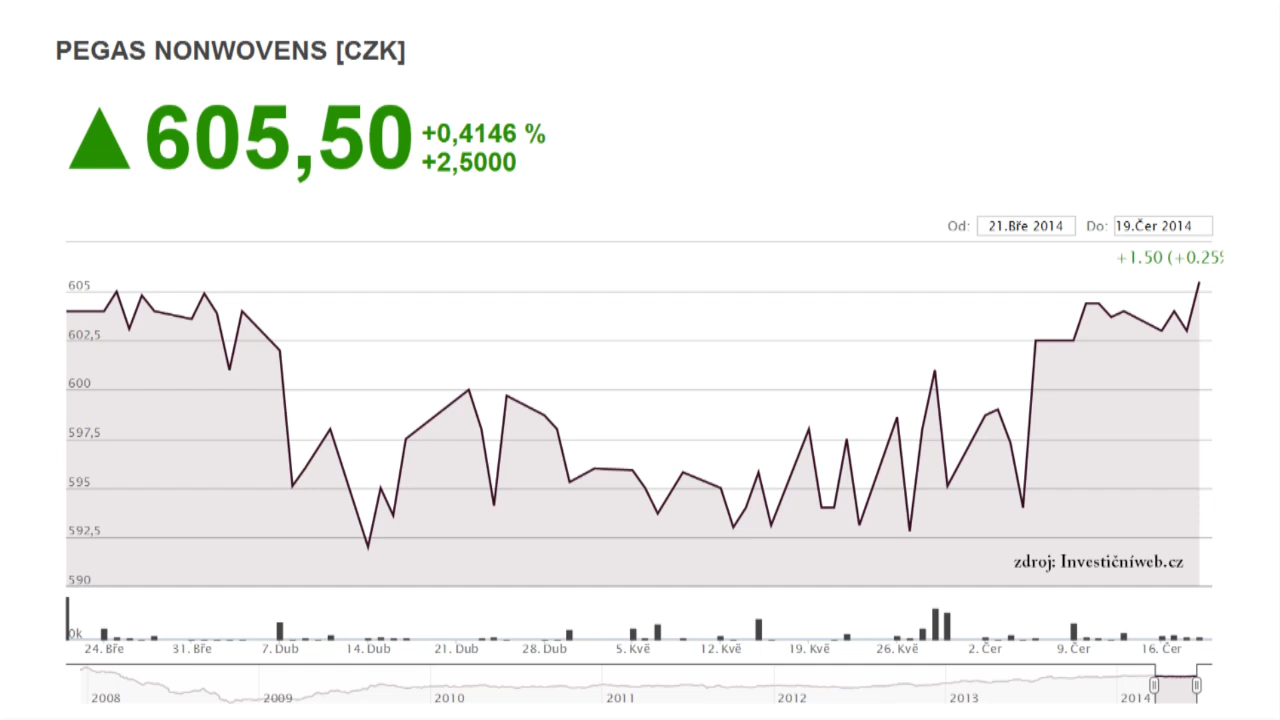 PEGAS NONWOVENS [CZK]
605,50
+0,4146 %
+2,5000
Od: 21.Bře 2014 Do: 19.Čer 2014
+1.50 (+0.25%
605
602,5
600
597,5
595
592,5
590
zdroj: Investičníweb.cz
0k
24. Bře 31. Bře 7. Dub 14. Dub 21. Dub 28. Dub 5. Kvě 12. Kvě 19. Kvě 26. Kvě 2. Čer 9. Čer 16. Čer
2008 2009 2010 2011 2012 2013 2014